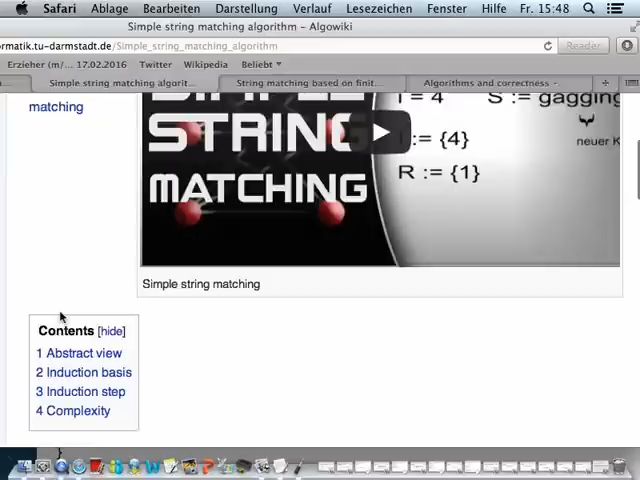 Safari Ablage Bearbeiten Darstellung Verlauf Lesezeichen Fenster Hilfe Fr. 15:48
Simple string matching algorithm - Algowiki
ormatik.tu-darmstadt.de/Simple_string_matching_algorithm
Reader
Erzieher (m/... 17.02.2016 Twitter Wikipedia Beliebt
Simple string matching algorit... String matching based on finit... Algorithms and correctness -
matching
i = 4 S := gagging
STRING
:= {4}
neuer K
R := {1}
MATCHING
Simple string matching
Contents [hide]
1 Abstract view
2 Induction basis
3 Induction step
4 Complexity